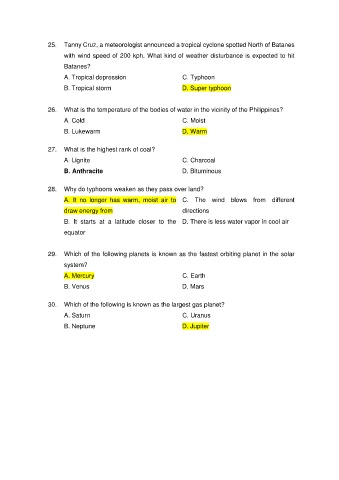 25. Tanny Cruz, a meteorologist announced a tropical cyclone spotted North of Batanes
with wind speed of 200 kph. What kind of weather disturbance is expected to hit
Batanes?
A. Tropical depression C. Typhoon
B. Tropical storm D. Super typhoon
26. What is the temperature of the bodies of water in the vicinity of the Philippines?
A. Cold C. Moist
B. Lukewarm D. Warm
27. What is the highest rank of coal?
A. Lignite C. Charcoal
B. Anthracite D. Bituminous
28. Why do typhoons weaken as they pass over land?
A. It no longer has warm, moist air to C. The wind blows from different
draw energy from directions
B. It starts at a latitude closer to the D. There is less water vapor in cool air
equator
29. Which of the following planets is known as the fastest orbiting planet in the solar
system?
A. Mercury C. Earth
B. Venus D. Mars
30. Which of the following is known as the largest gas planet?
A. Saturn C. Uranus
B. Neptune D. Jupiter